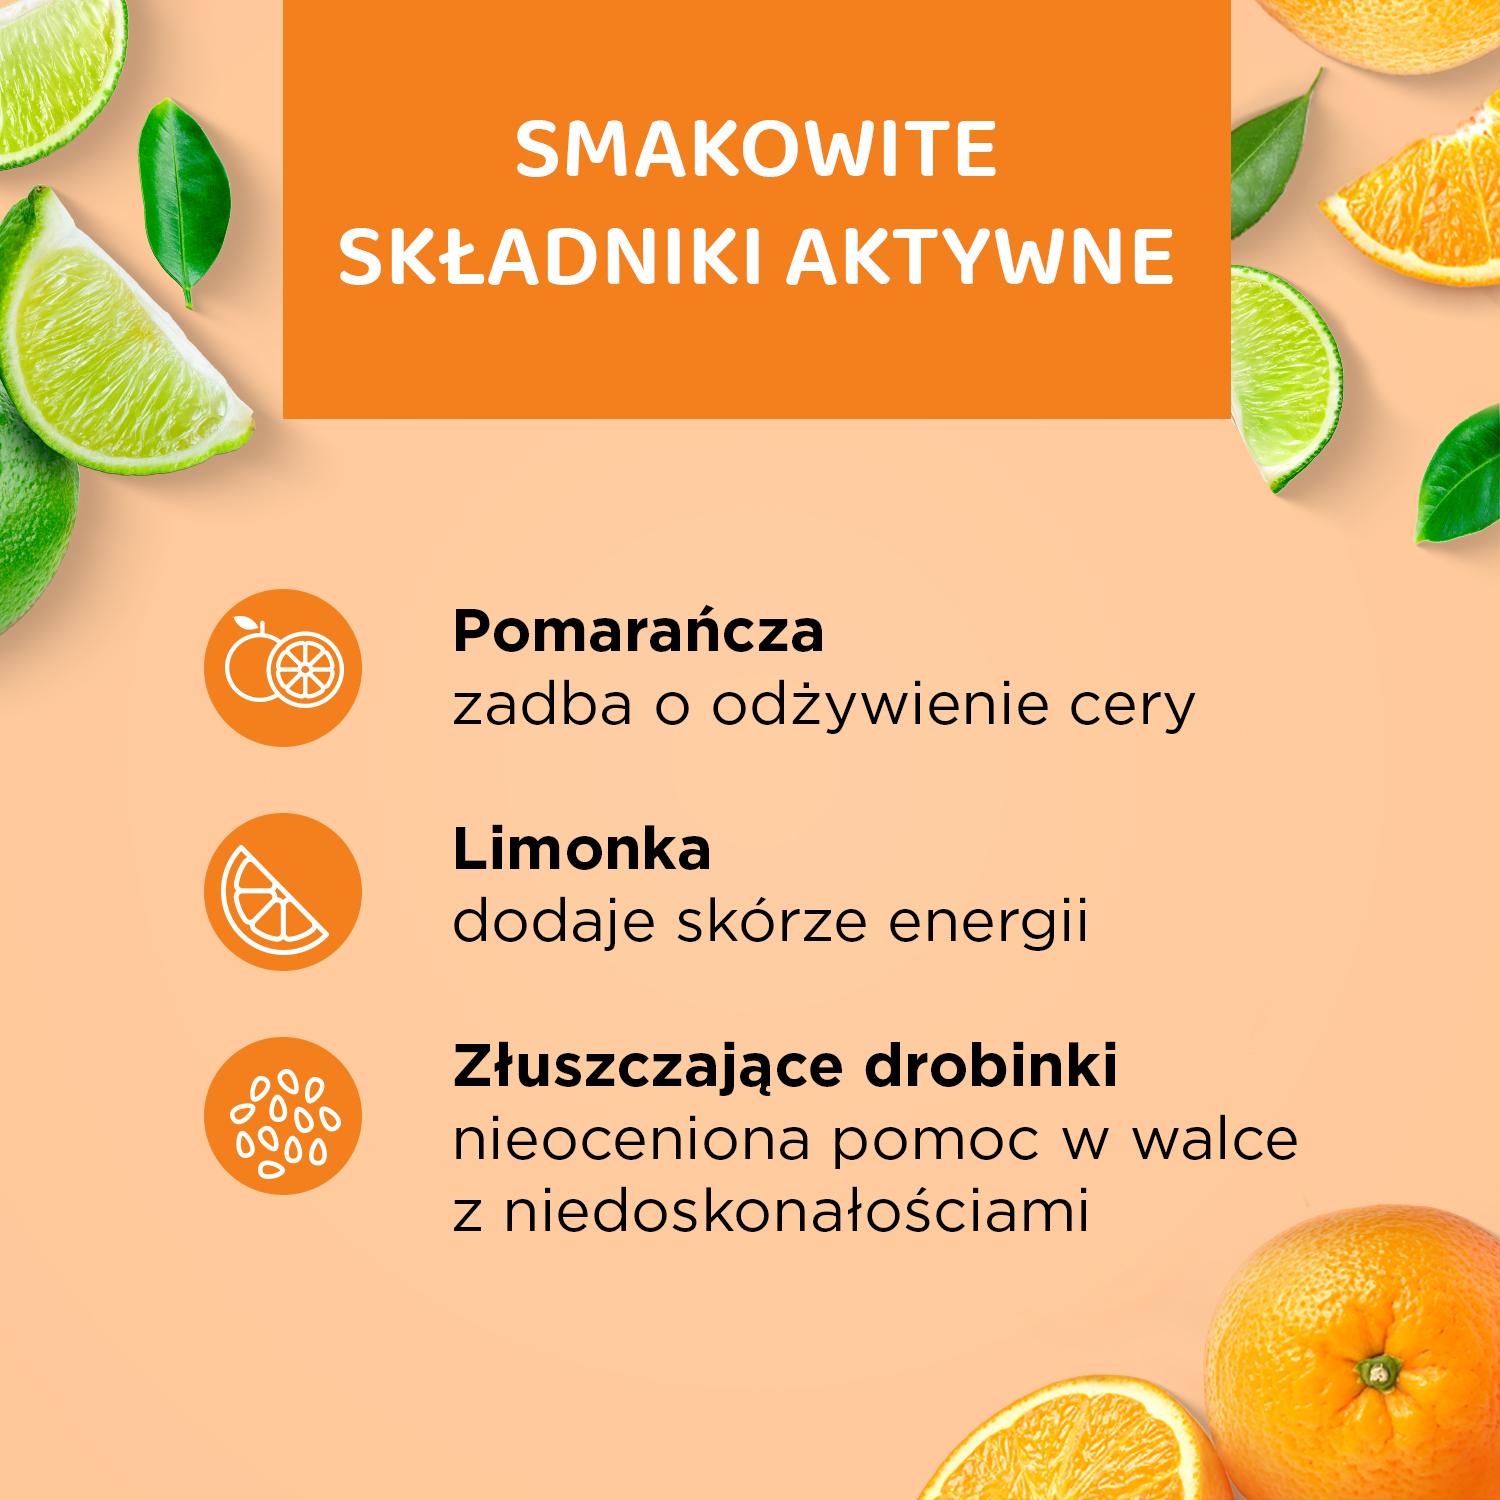 SMAKOWITE
SKŁADNIKI AKTYWNE
Pomarańcza
zadba o odżywienie cery
Limonka
dodaje skórze energii
Złuszczające drobinki
nieoceniona pomoc w walce
z niedoskonałościami